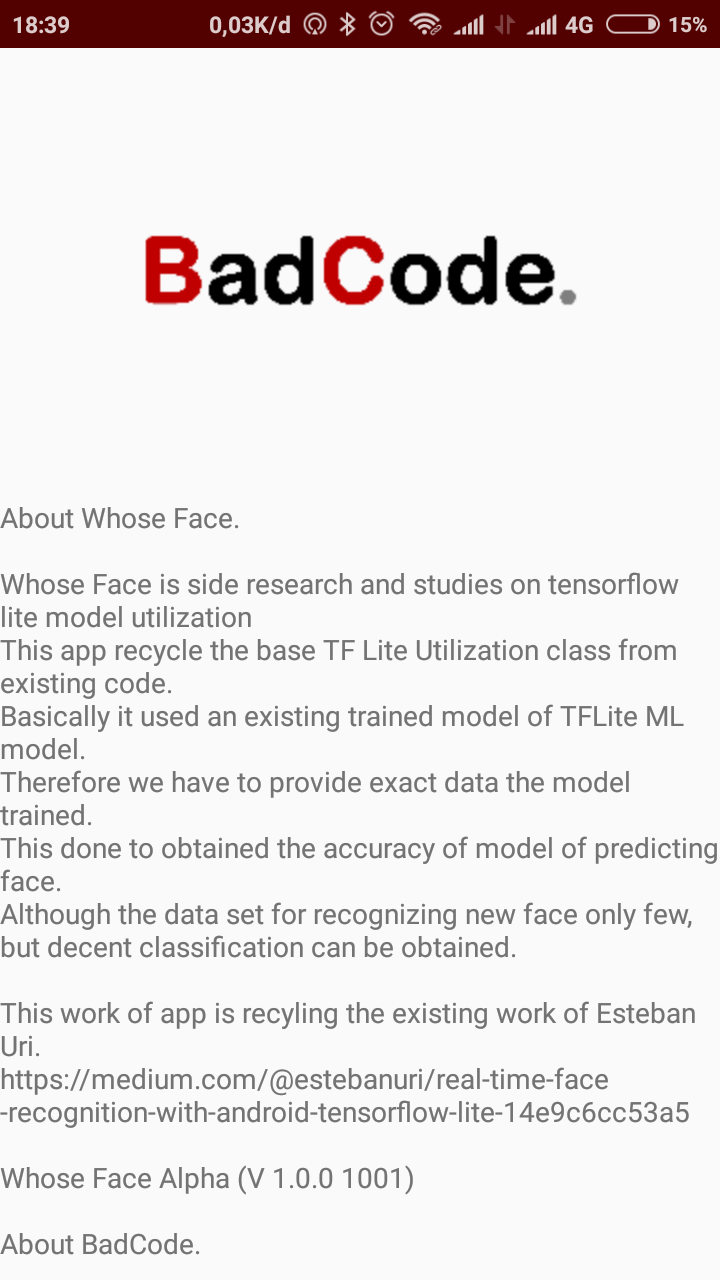 18:39 0,03K/d 4G 15%
BadCode.
About Whose Face.
Whose Face is side research and studies on tensorflow
lite model utilization
This app recycle the base TF Lite Utilization class from
existing code.
Basically it used an existing trained model of TFLite ML
model.
Therefore we have to provide exact data the model
trained.
This done to obtained the accuracy of model of predicting
face.
Although the data set for recognizing new face only few,
but decent classification can be obtained.
This work of app is recyling the existing work of Esteban
Uri.
https://medium.com/@estebanuri/real-time-face
-recognition-with-android-tensorflow-lite-14e9c6cc53a5
Whose Face Alpha (V 1.0.0 1001)
About BadCode.